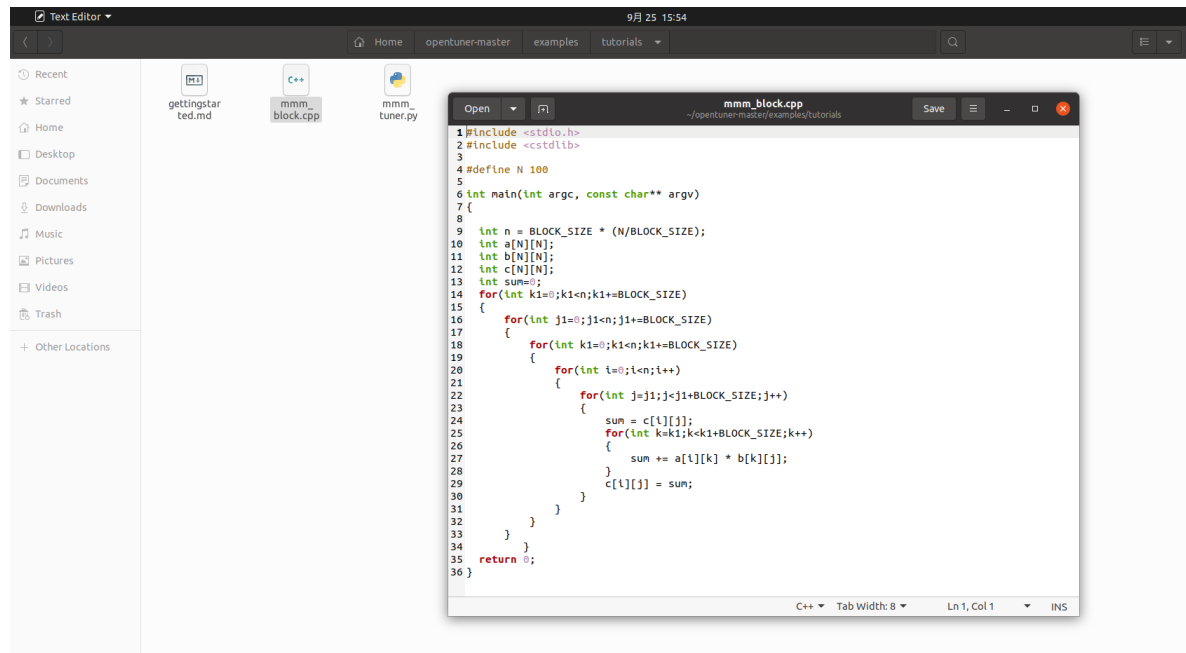 Text Editor
9月 25 15:54
Home opentuner-master examples tutorials
Recent
Starred
Home
Desktop
Documents
Downloads
Music
Pictures
Videos
Trash
+ Other Locations
gettingstar
ted.md
mmm_
block.cpp
mmm_
tuner.py
M↓
C++
Open
mmm_block.cpp
~/opentuner-master/examples/tutorials
Save
1 #include <stdio.h>
2 #include <cstdlib>
3
4 #define N 100
5
6 int main(int argc, const char** argv)
7 {
8
9   int n = BLOCK_SIZE * (N/BLOCK_SIZE);
10   int a[N][N];
11   int b[N][N];
12   int c[N][N];
13   int sum=0;
14   for(int k1=0;k1<n;k1+=BLOCK_SIZE)
15   {
16       for(int j1=0;j1<n;j1+=BLOCK_SIZE)
17       {
18           for(int k1=0;k1<n;k1+=BLOCK_SIZE)
19           {
20               for(int i=0;i<n;i++)
21               {
22                   for(int j=j1;j<j1+BLOCK_SIZE;j++)
23                   {
24                       sum = c[i][j];
25                       for(int k=k1;k<k1+BLOCK_SIZE;k++)
26                       {
27                           sum += a[i][k] * b[k][j];
28                       }
29                       c[i][j] = sum;
30                   }
31               }
32           }
33       }
34          }
35   return 0;
36 }
C++ Tab Width: 8 Ln 1, Col 1 INS